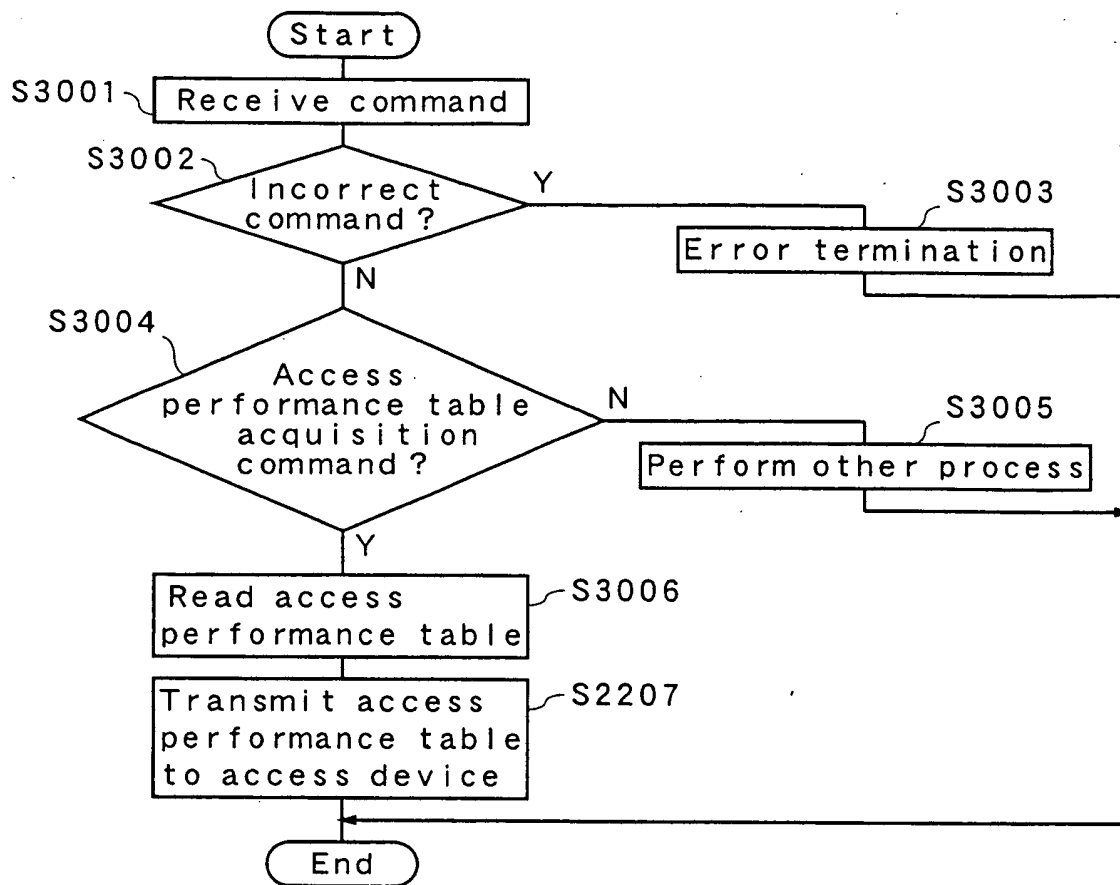 Start
S3001
Receive command
S3002
Incorrect
command?
Y
S3003
Error termination
N
S3004
Access
performance table
acquisition
command?
N
S3005
Perform other process
Y
Read access
performance table
S3006
Transmit access
performance table
to access device
S2207
End